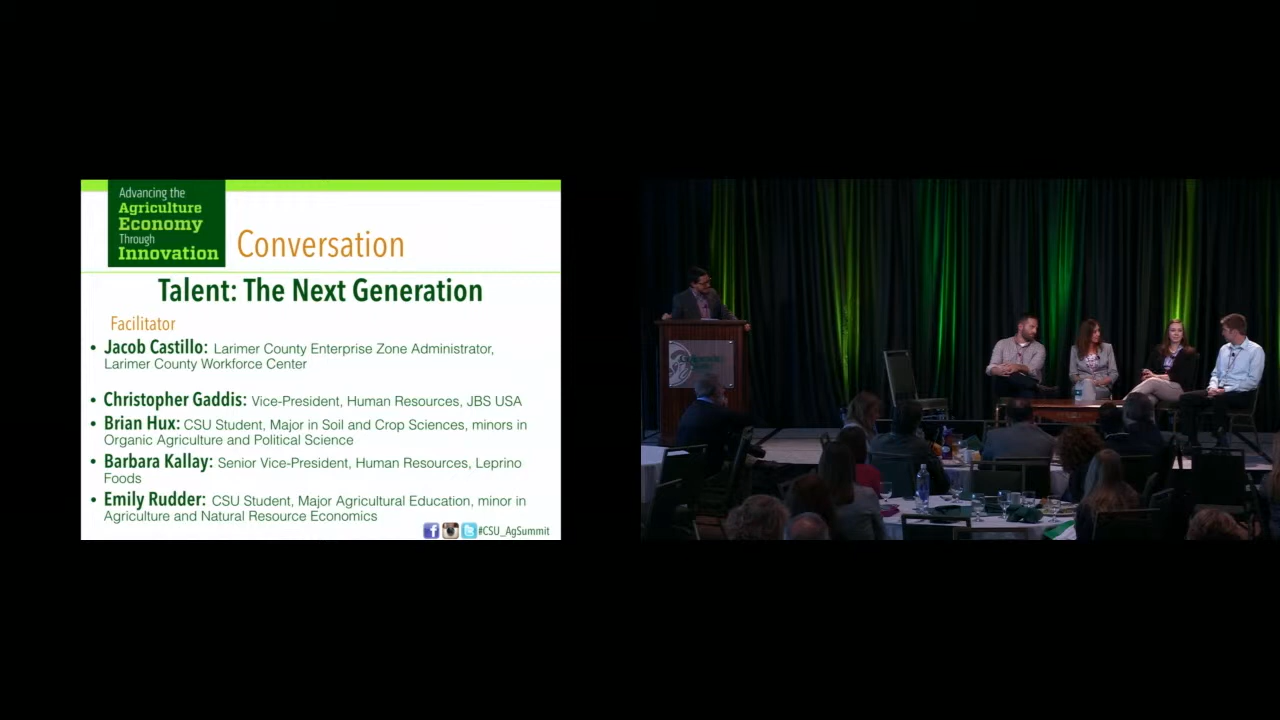 Advancing the
Agriculture
Economy
Through
Innovation
Conversation
Talent: The Next Generation
Facilitator
• Jacob Castillo: Larimer County Enterprise Zone Administrator,
Larimer County Workforce Center
• Christopher Gaddis: Vice-President, Human Resources, JBS USA
• Brian Hux: CSU Student, Major in Soil and Crop Sciences, minors in
Organic Agriculture and Political Science
• Barbara Kallay: Senior Vice-President, Human Resources, Leprino
Foods
• Emily Rudder: CSU Student, Major Agricultural Education, minor in
Agriculture and Natural Resource Economics
#CSU_AgSummit